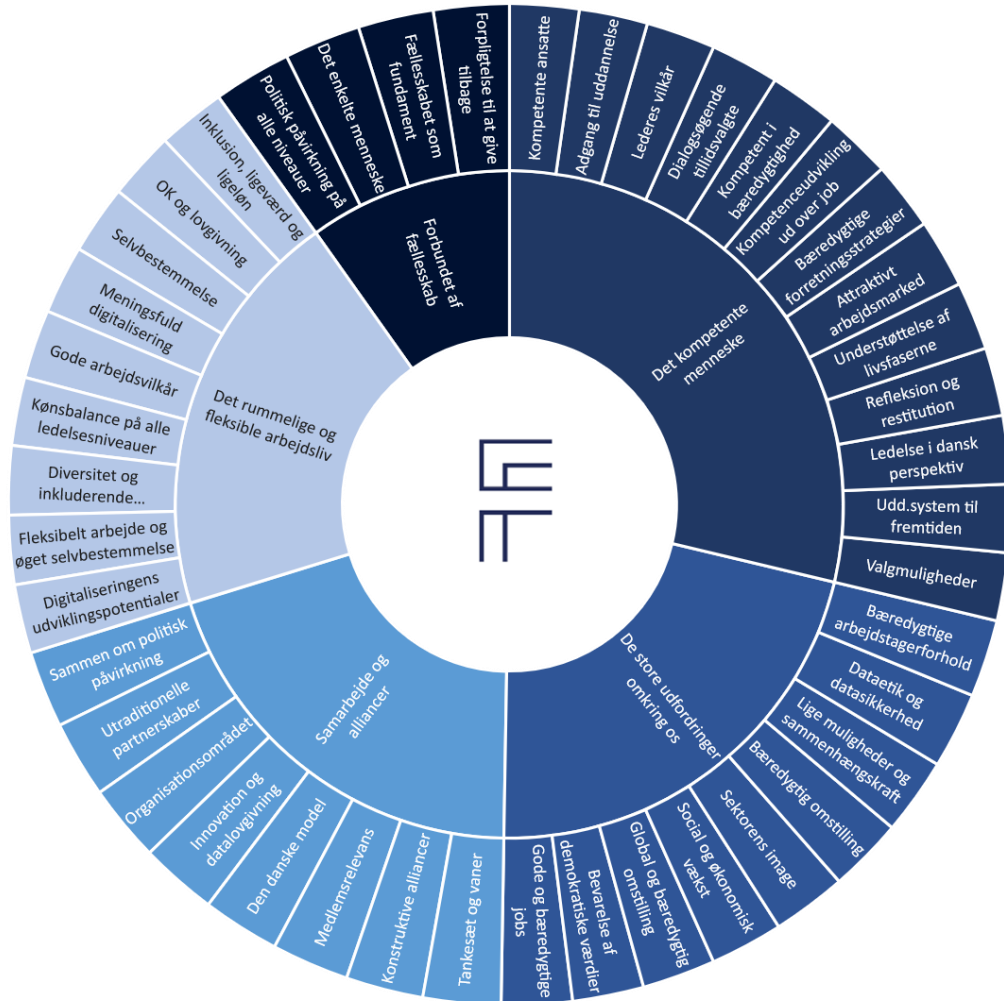 Det kompetente
menneske
Kompetente ansatte
Adgang til uddannelse
Lederes vilkår
Dialogsøgende
tillidsvalgte
Kompetent i
bæredygtighed
Kompetenceudvikling
ud over job
Bæredygtige
forretningsstrategier
Attraktivt
arbejdsmarked
Understøttelse af
livsfaserne
Refleksion og
restitution
Ledelse i dansk
perspektiv
Udd.system til
fremtiden
Valgmuligheder
De store udfordringer
omkring os
Bæredygtige
arbejdstagerforhold
Dataetik og
datasikkerhed
Lige muligheder og
sammenhængskraft
Bæredygtig omstilling
Sektorens image
Social og økonomisk
vækst
Global og bæredygtig
omstilling
Bevarelse af
demokratiske værdier
Gode og bæredygtige
jobs
Samarbejde og
alliancer
Tankesæt og vaner
Konstruktive alliancer
Medlemsrelevans
Den danske model
Innovation og
datalovgivning
Organisationsområdet
Utraditionelle
partnerskaber
Sammen om politisk
påvirkning
Det rummelige og
fleksible arbejdsliv
Digitaliseringens
udviklingspotentialer
Fleksibelt arbejde og
øget selvbestemmelse
Diversitet og
inkluderende...
Kønsbalance på alle
ledelsesniveauer
Gode arbejdsvilkår
Meningsfuld
digitalisering
Selvbestemmelse
OK og lovgivning
Inklusion, ligeværd og
ligeløn
Forbundet af
fællesskab
Politisk påvirkning på
alle niveauer
Det enkelte menneske
Fællesskabet som
fundament
Forpligtelse til at give
tilbage